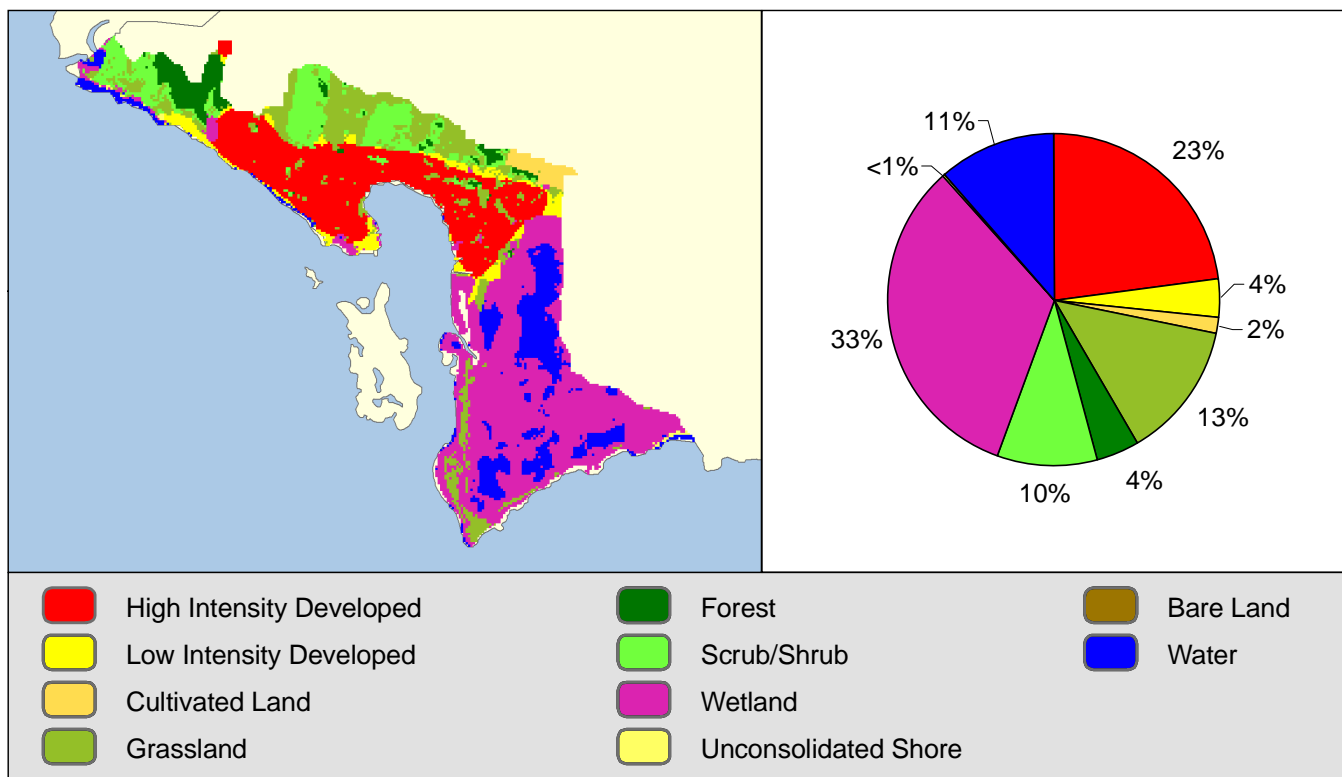 11%
23%
<1%
4%
2%
33%
13%
4%
10%
High Intensity Developed
Low Intensity Developed
Cultivated Land
Grassland
Forest
Scrub/Shrub
Wetland
Unconsolidated Shore
Bare Land
Water